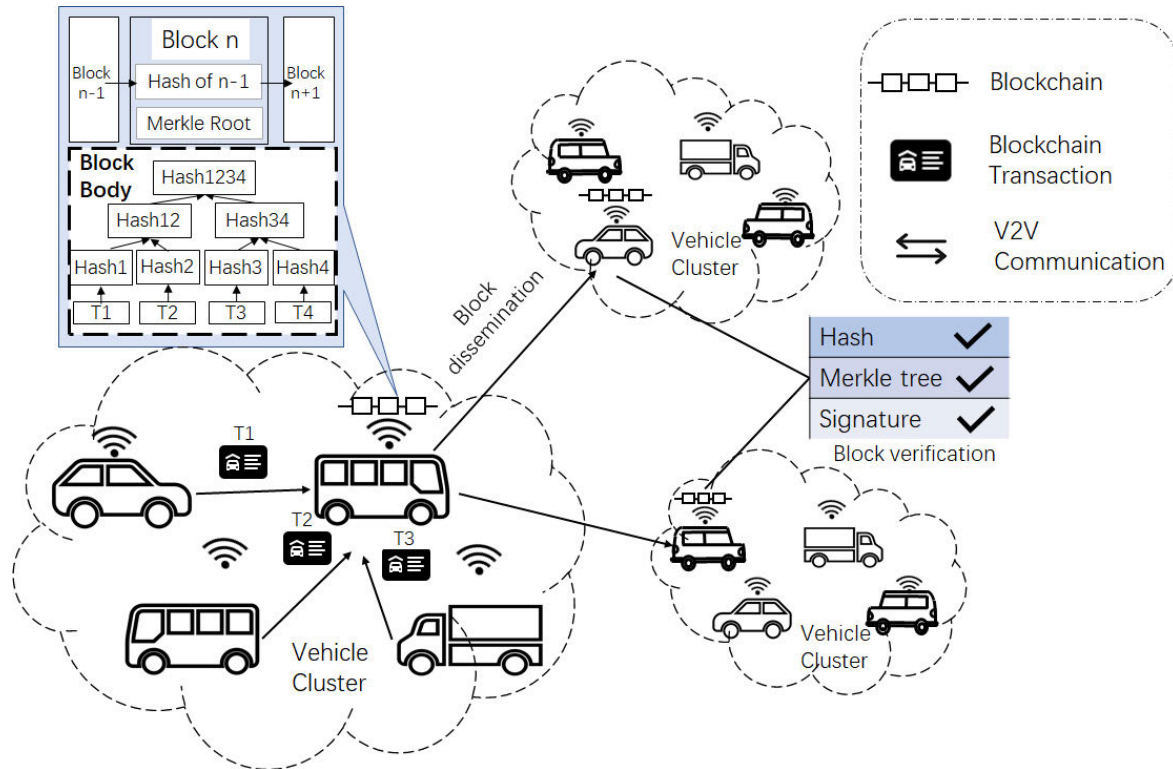 Block n
Block
n-1
Hash of n-1
Block
n+1
Merkle Root
Block
Body
Hash1234
Hash12
Hash34
Hash1
Hash2
Hash3
Hash4
T1
T2
T3
T4
Blockchain
Blockchain
Transaction
V2V
Communication
Vehicle
Cluster
Block
dissemination
Hash
Merkle tree
Signature
Block verification
T1
T2
T3
Vehicle
Cluster
Vehicle
Cluster